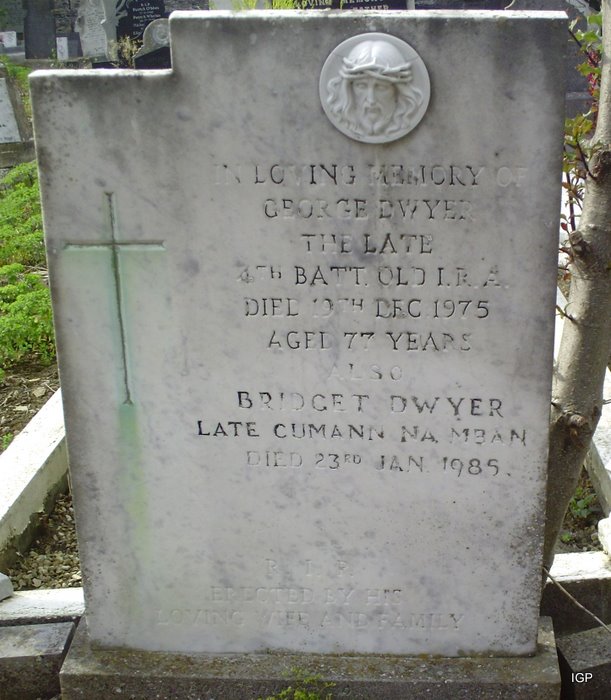 IN LOVING MEMORY OF
GEORGE DWYER
THE LATE
4TH BATT. OLD I.R.A.
DIED 19TH DEC 1975
AGED 77 YEARS
ALSO
BRIDGET DWYER
LATE CUMANN NA MBAN
DIED 23RD JAN. 1985.
R. I. P.
ERECTED BY HIS
LOVING WIFE AND FAMILY
IGP